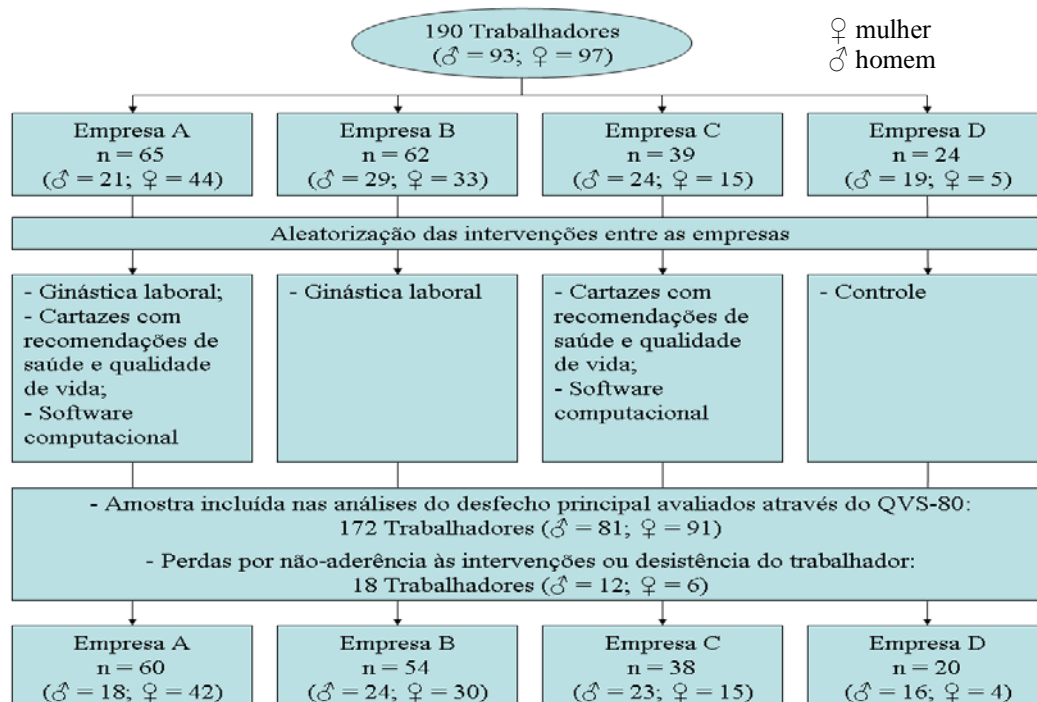 190 Trabalhadores
(♂ = 93; ♀ = 97)
♀ mulher
♂ homem
Empresa A
n = 65
(♂ = 21; ♀ = 44)
Empresa B
n = 62
(♂ = 29; ♀ = 33)
Empresa C
n = 39
(♂ = 24; ♀ = 15)
Empresa D
n = 24
(♂ = 19; ♀ = 5)
Aleatorização das intervenções entre as empresas
- Ginástica laboral;
- Cartazes com
recomendações de
saúde e qualidade
de vida;
- Software
computacional
- Ginástica laboral
- Cartazes com
recomendações de
saúde e qualidade
de vida;
- Software
computacional
- Controle
- Amostra incluída nas análises do desfecho principal avaliados através do QVS-80:
172 Trabalhadores (♂ = 81; ♀ = 91)
- Perdas por não-aderência às intervenções ou desistência do trabalhador:
18 Trabalhadores (♂ = 12; ♀ = 6)
Empresa A
n = 60
(♂ = 18; ♀ = 42)
Empresa B
n = 54
(♂ = 24; ♀ = 30)
Empresa C
n = 38
(♂ = 23; ♀ = 15)
Empresa D
n = 20
(♂ = 16; ♀ = 4)